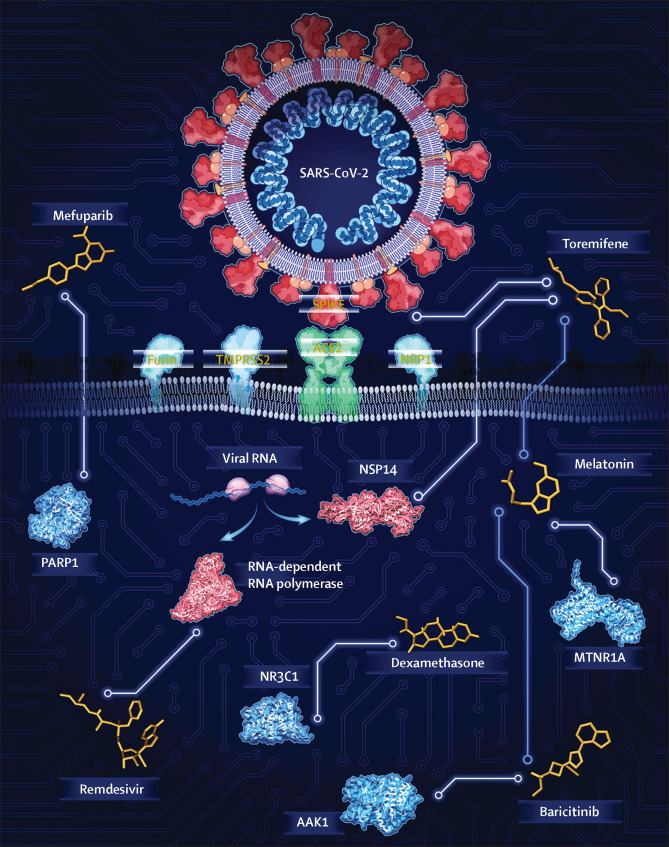 SARS-CoV-2
Mefuparib
Toremifene
SPIKE
Furin
TMPRSS2
ACE2
NRP1
Viral RNA
NSP14
Melatonin
PARP1
RNA-dependent
RNA polymerase
MTNR1A
NR3C1
Dexamethasone
Remdesivir
AAK1
Baricitinib